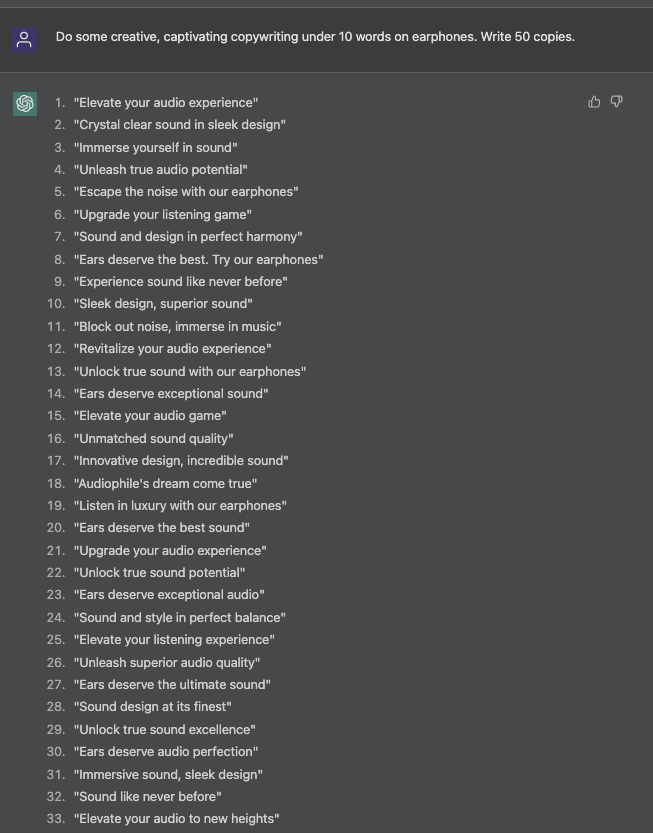 Do some creative, captivating copywriting under 10 words on earphones. Write 50 copies.
1. "Elevate your audio experience"
2. "Crystal clear sound in sleek design"
3. "Immerse yourself in sound"
4. "Unleash true audio potential"
5. "Escape the noise with our earphones"
6. "Upgrade your listening game"
7. "Sound and design in perfect harmony"
8. "Ears deserve the best. Try our earphones"
9. "Experience sound like never before"
10. "Sleek design, superior sound"
11. "Block out noise, immerse in music"
12. "Revitalize your audio experience"
13. "Unlock true sound with our earphones"
14. "Ears deserve exceptional sound"
15. "Elevate your audio game"
16. "Unmatched sound quality"
17. "Innovative design, incredible sound"
18. "Audiophile's dream come true"
19. "Listen in luxury with our earphones"
20. "Ears deserve the best sound"
21. "Upgrade your audio experience"
22. "Unlock true sound potential"
23. "Ears deserve exceptional audio"
24. "Sound and style in perfect balance"
25. "Elevate your listening experience"
26. "Unleash superior audio quality"
27. "Ears deserve the ultimate sound"
28. "Sound design at its finest"
29. "Unlock true sound excellence"
30. "Ears deserve audio perfection"
31. "Immersive sound, sleek design"
32. "Sound like never before"
33. "Elevate your audio to new heights"